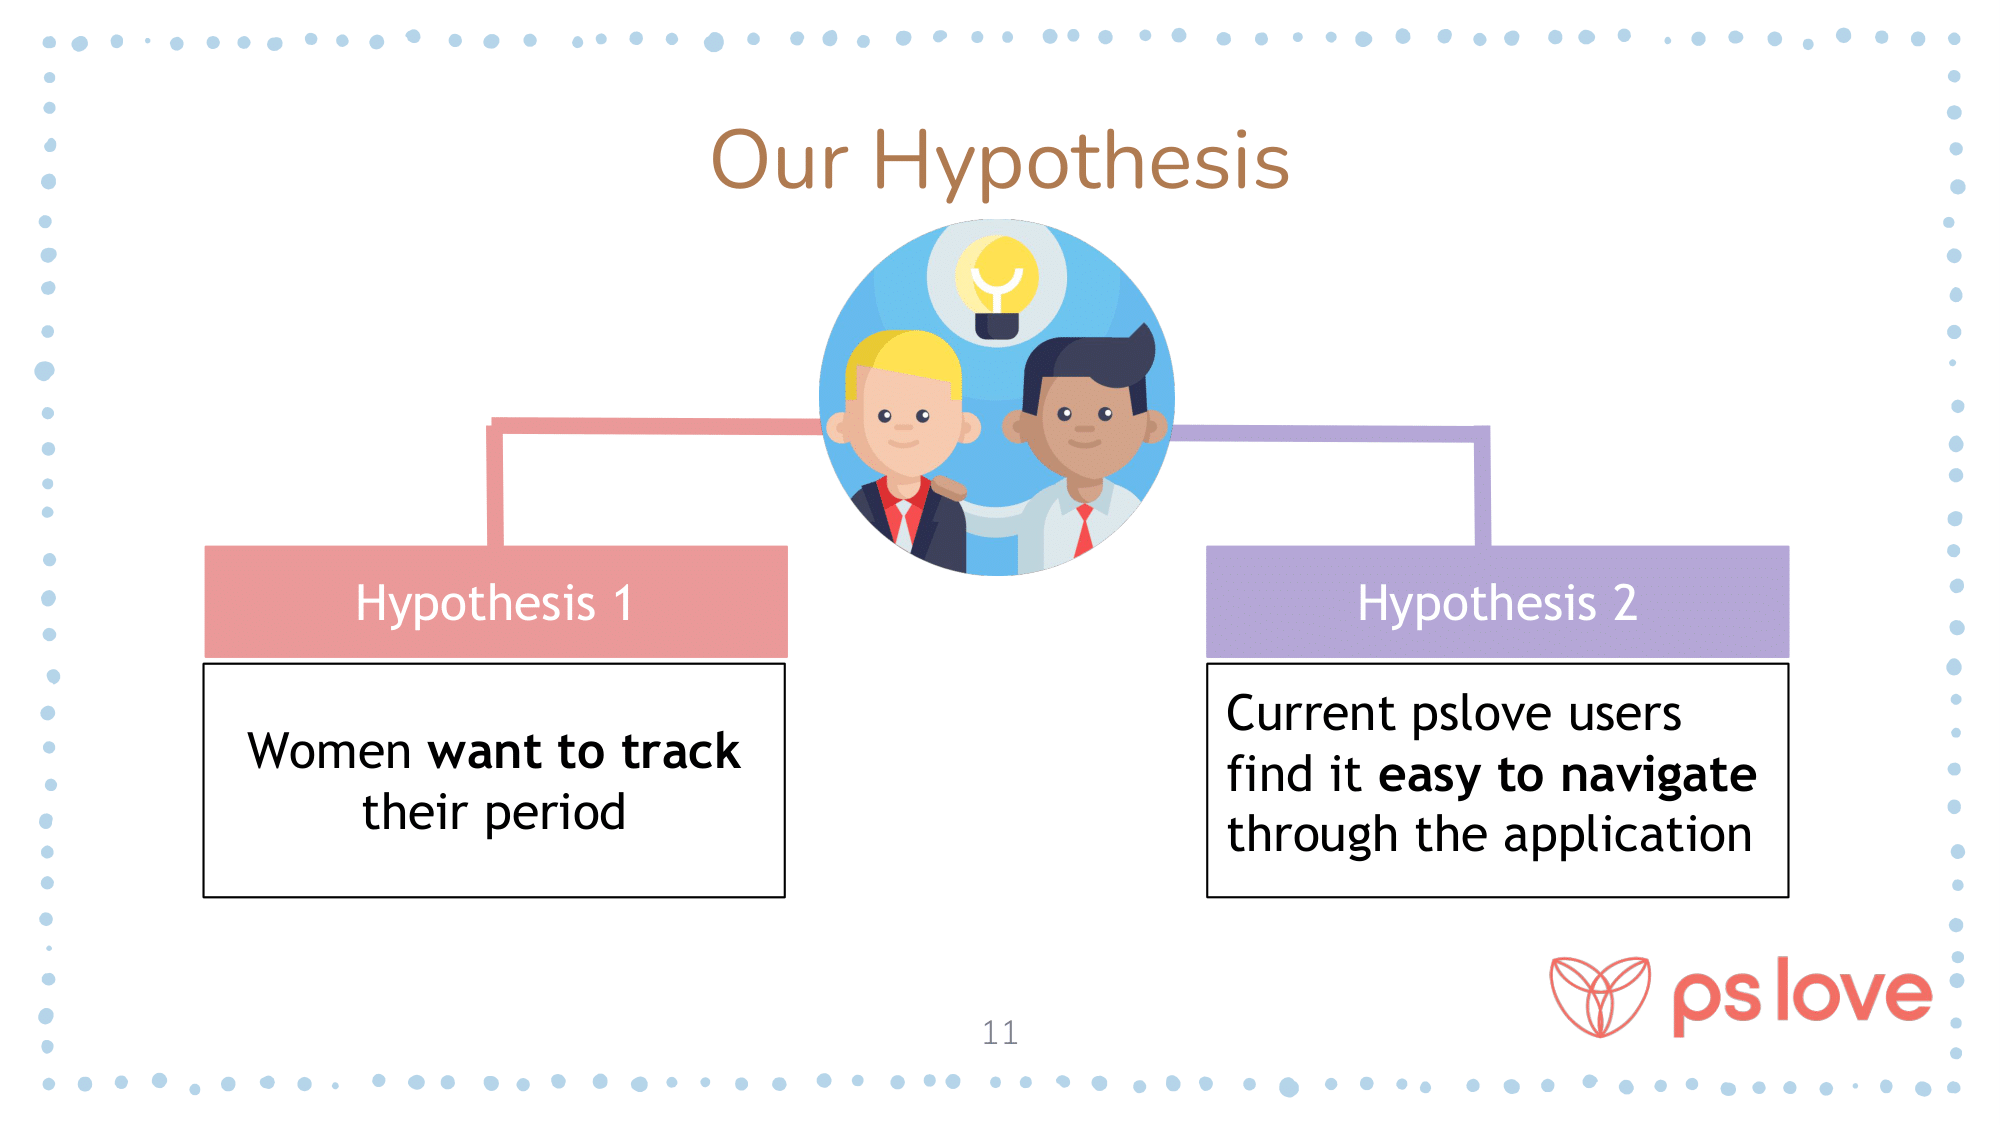 Our Hypothesis
Hypothesis 1
Women want to track
their period
Hypothesis 2
Current pslove users
find it easy to navigate
through the application
ps love
11